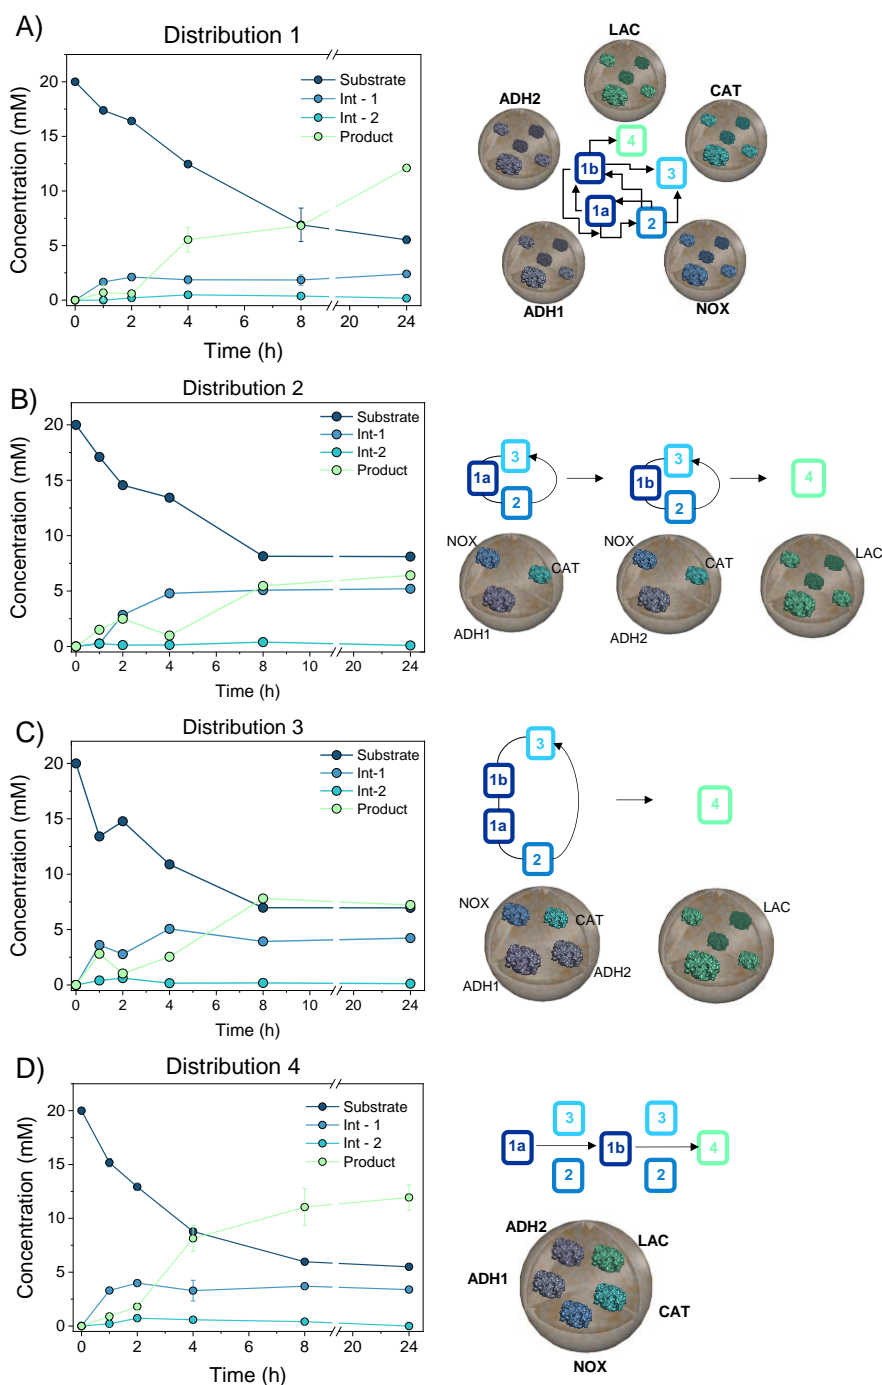 A)
Distribution 1
Concentration (mM)
20
15
10
5
0
Substrate
Int - 1
Int - 2
Product
0 2 4 6 8 20 24
Time (h)
LAC
ADH2
CAT
4
1b
3
1a
2
ADH1
NOX
B)
Distribution 2
Concentration (mM)
20
15
10
5
0
Substrate
Int-1
Int-2
Product
0 2 4 6 8 10 20 24
Time (h)
3
1a
2
3
1b
2
4
NOX
CAT
ADH1
NOX
CAT
ADH2
LAC
C)
Distribution 3
Concentration (mM)
20
15
10
5
0
Substrate
Int-1
Int-2
Product
0 2 4 6 8 10 20 24
Time (h)
3
1b
1a
2
4
NOX
CAT
ADH1
ADH2
LAC
D)
Distribution 4
Concentration (mM)
20
15
10
5
0
Substrate
Int - 1
Int - 2
Product
0 2 4 6 8 20 24
Time (h)
3 3
1a 1b 4
2 2
ADH2
LAC
ADH1
CAT
NOX